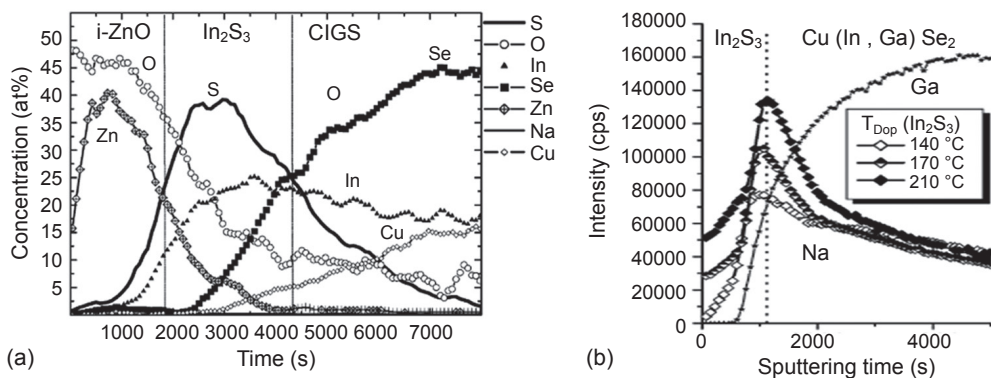 i-ZnO In₂S₃ CIGS
Concentration (at%)
50
45
40
35
30
25
20
15
10
5
O
Zn
S
O
Se
In
Cu
1000 2000 3000 4000 5000 6000 7000
Time (s)
(a)
S
O
In
Se
Zn
Na
Cu
In₂S₃ Cu (In , Ga) Se₂
Intensity (cps)
180000
160000
140000
120000
100000
80000
60000
40000
20000
0
Ga
T_Dop (In₂S₃)
140 °C
170 °C
210 °C
Na
0 2000 4000
Sputtering time (s)
(b)